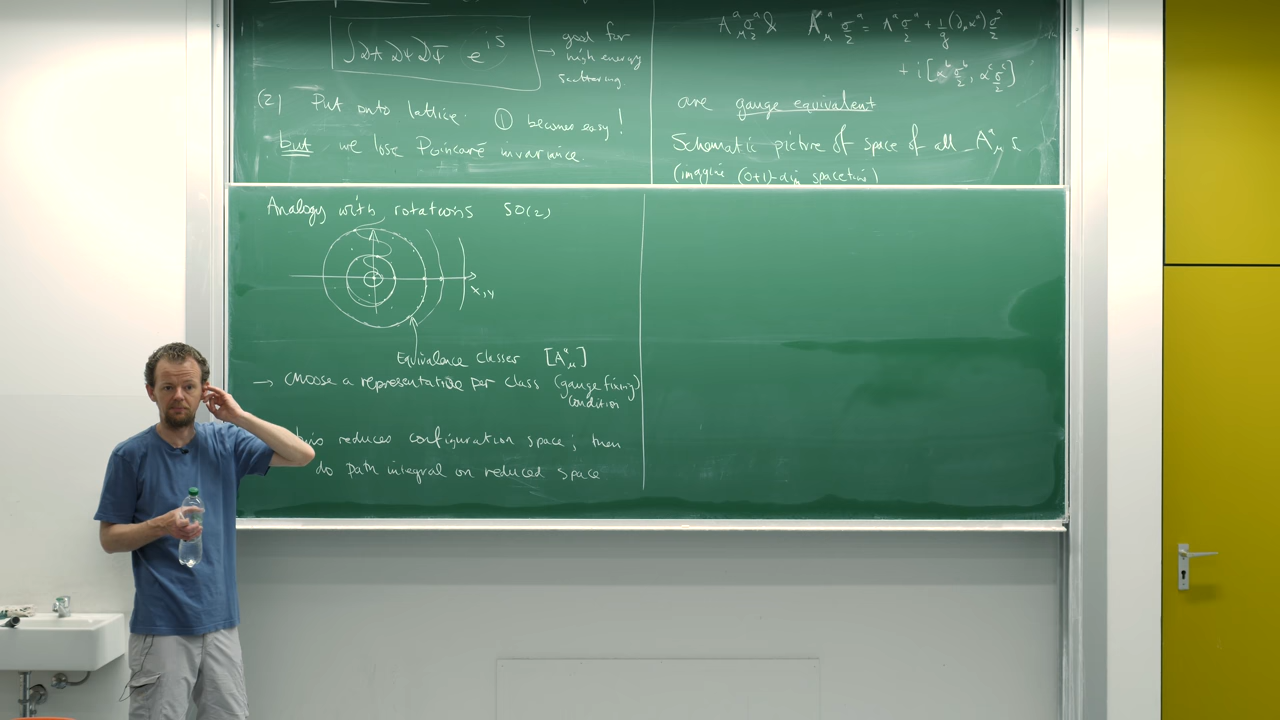 ∫ DA DΨ DΨ̄ e^{iS} → good for
high energy
scattering.
(2) Put onto lattice. ① becomes easy!
but we lose Poincaré invariance.
A^a_μ σ^a/2 & A'^a_μ σ^a/2 = A^a σ^a/2 + 1/g (∂_μ α^a) σ^a/2
+ i [α^b σ^b/2, α^c σ^c/2]
are gauge equivalent
Schematic picture of space of all A^a_μ s
(imagine (0+1)-dim spacetime)
Analogy with rotations SO(2)
x,y
Equivalence classes [A^a_μ]
→ choose a representative per class (gauge fixing)
condition
this reduces configuration space; then
do path integral on reduced space